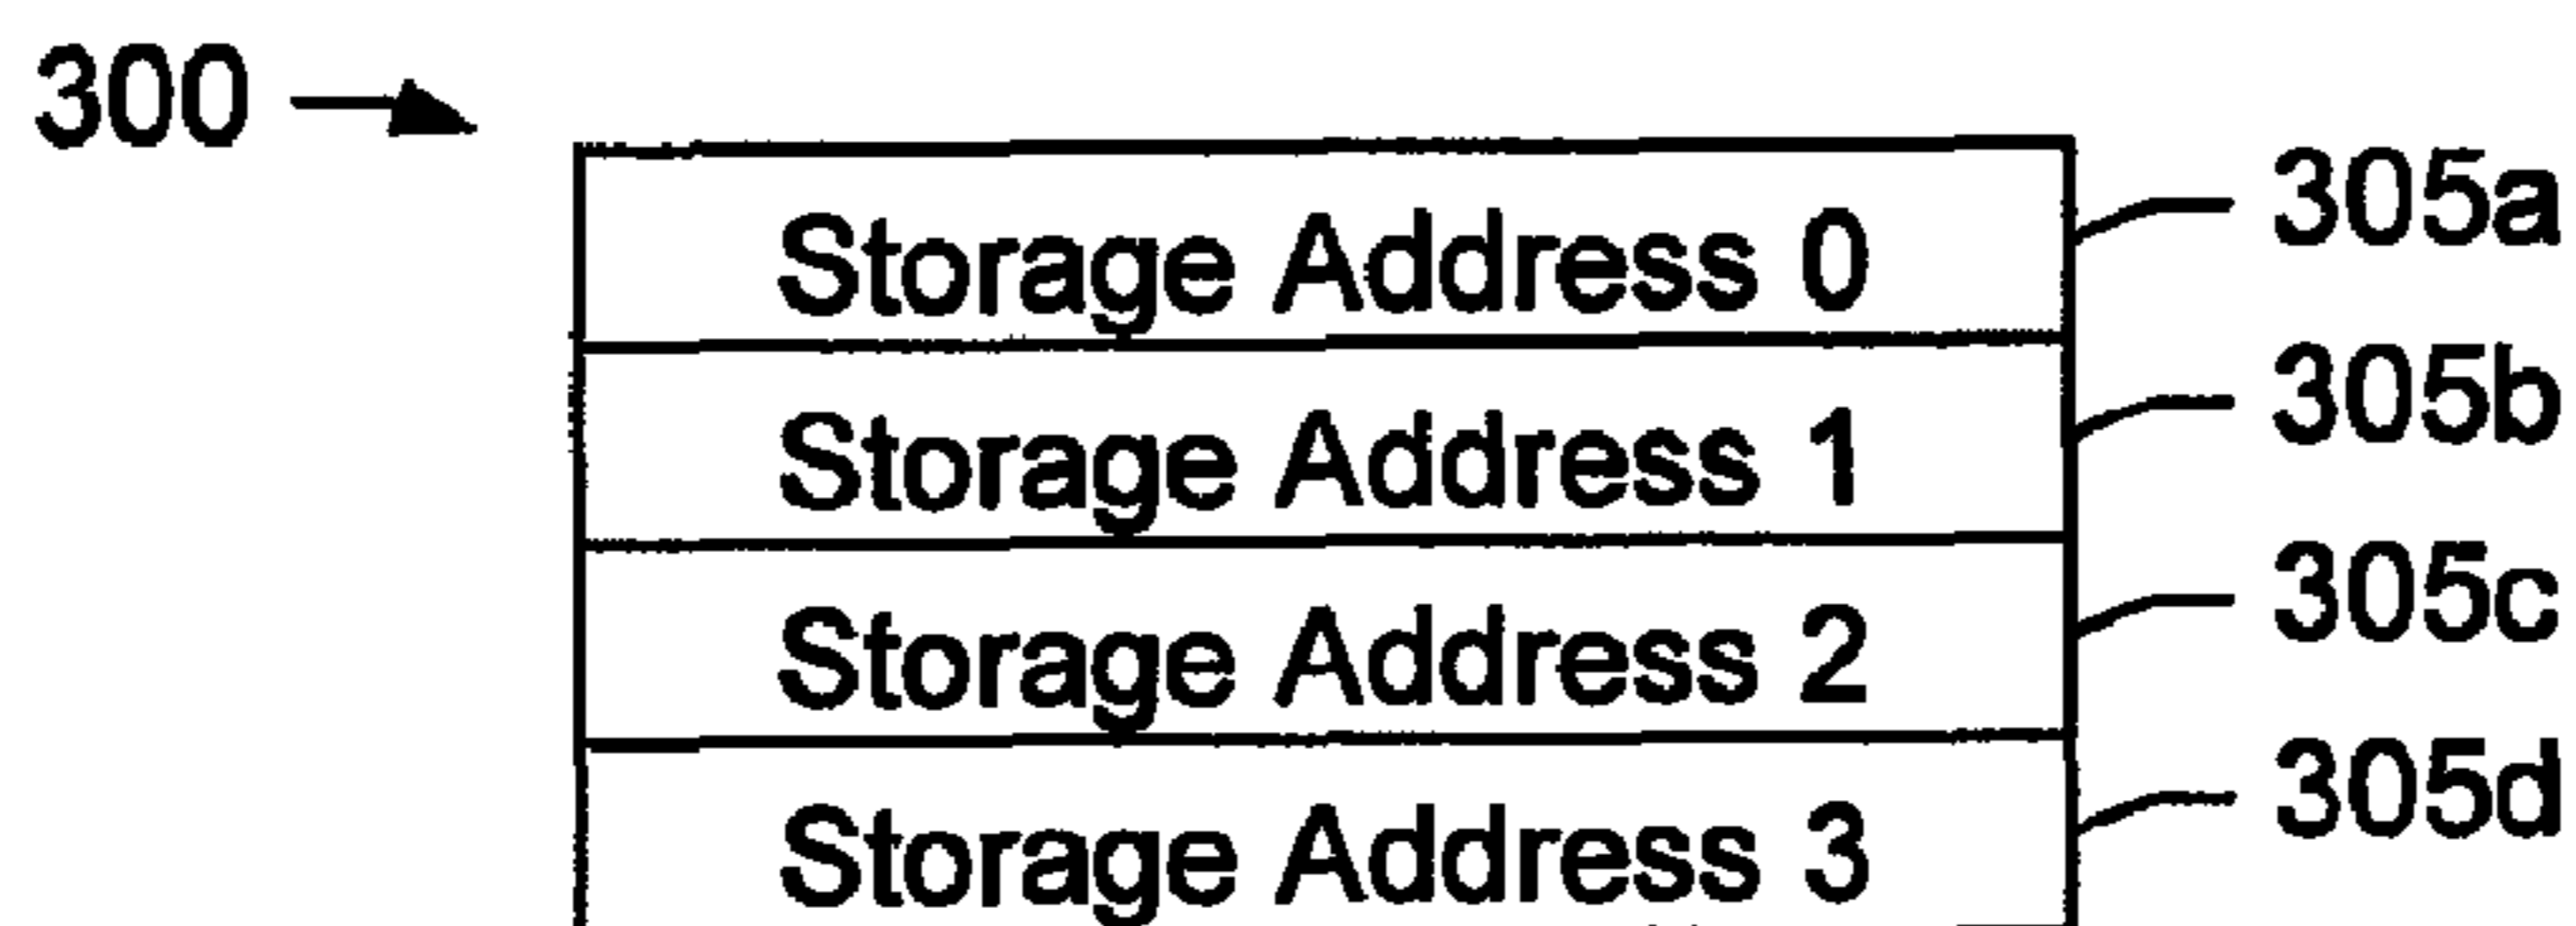 300
Storage Address 0 305a
Storage Address 1 305b
Storage Address 2 305c
Storage Address 3 305d